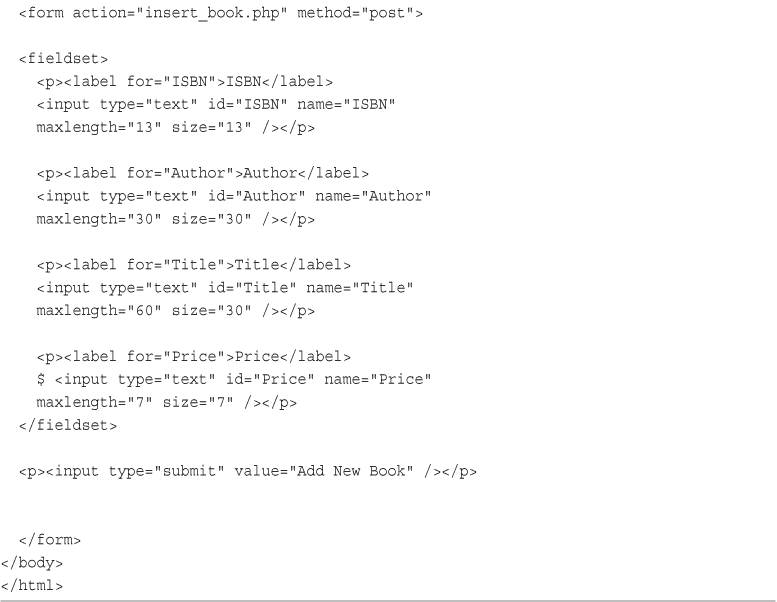 <form action="insert_book.php" method="post">
<fieldset>
<p><label for="ISBN">ISBN</label>
<input type="text" id="ISBN" name="ISBN"
maxlength="13" size="13" /></p>
<p><label for="Author">Author</label>
<input type="text" id="Author" name="Author"
maxlength="30" size="30" /></p>
<p><label for="Title">Title</label>
<input type="text" id="Title" name="Title"
maxlength="60" size="30" /></p>
<p><label for="Price">Price</label>
$ <input type="text" id="Price" name="Price"
maxlength="7" size="7" /></p>
</fieldset>
<p><input type="submit" value="Add New Book" /></p>
</form>
</body>
</html>